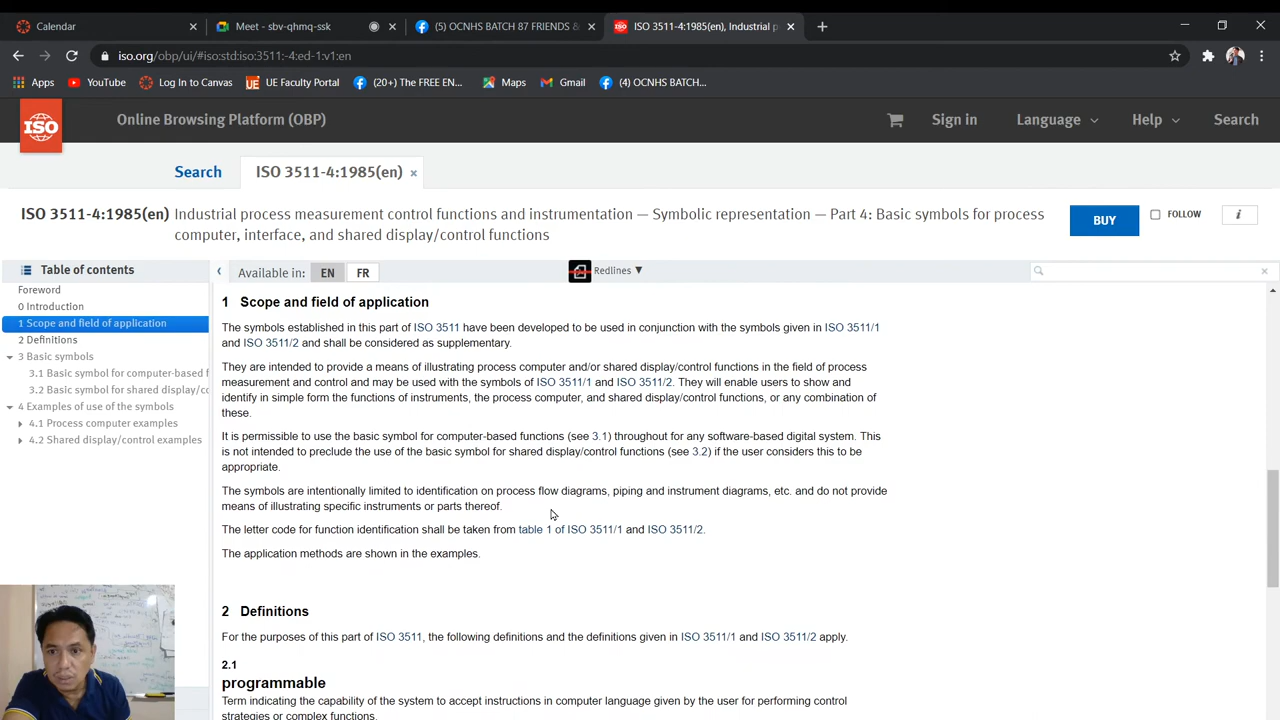 Calendar
Meet - sbv-qhmq-ssk
(5) OCNHS BATCH 87 FRIENDS &
ISO 3511-4:1985(en), Industrial p
iso.org/obp/ui/#iso:std:iso:3511:-4:ed-1:v1:en
Apps
YouTube
Log In to Canvas
UE Faculty Portal
(20+) The FREE EN...
Maps
Gmail
(4) OCNHS BATCH...
ISO
Online Browsing Platform (OBP)
Sign in
Language
Help
Search
Search
ISO 3511-4:1985(en)
ISO 3511-4:1985(en) Industrial process measurement control functions and instrumentation — Symbolic representation — Part 4: Basic symbols for process
computer, interface, and shared display/control functions
BUY
FOLLOW
i
Table of contents
Available in:
EN
FR
Redlines
Foreword
0 Introduction
1 Scope and field of application
2 Definitions
3 Basic symbols
3.1 Basic symbol for computer-based f
3.2 Basic symbol for shared display/co
4 Examples of use of the symbols
4.1 Process computer examples
4.2 Shared display/control examples
1 Scope and field of application
The symbols established in this part of ISO 3511 have been developed to be used in conjunction with the symbols given in ISO 3511/1
and ISO 3511/2 and shall be considered as supplementary.
They are intended to provide a means of illustrating process computer and/or shared display/control functions in the field of process
measurement and control and may be used with the symbols of ISO 3511/1 and ISO 3511/2. They will enable users to show and
identify in simple form the functions of instruments, the process computer, and shared display/control functions, or any combination of
these.
It is permissible to use the basic symbol for computer-based functions (see 3.1) throughout for any software-based digital system. This
is not intended to preclude the use of the basic symbol for shared display/control functions (see 3.2) if the user considers this to be
appropriate.
The symbols are intentionally limited to identification on process flow diagrams, piping and instrument diagrams, etc. and do not provide
means of illustrating specific instruments or parts thereof.
The letter code for function identification shall be taken from table 1 of ISO 3511/1 and ISO 3511/2.
The application methods are shown in the examples.
2 Definitions
For the purposes of this part of ISO 3511, the following definitions and the definitions given in ISO 3511/1 and ISO 3511/2 apply.
2.1
programmable
Term indicating the capability of the system to accept instructions in computer language given by the user for performing control
strategies or complex functions.